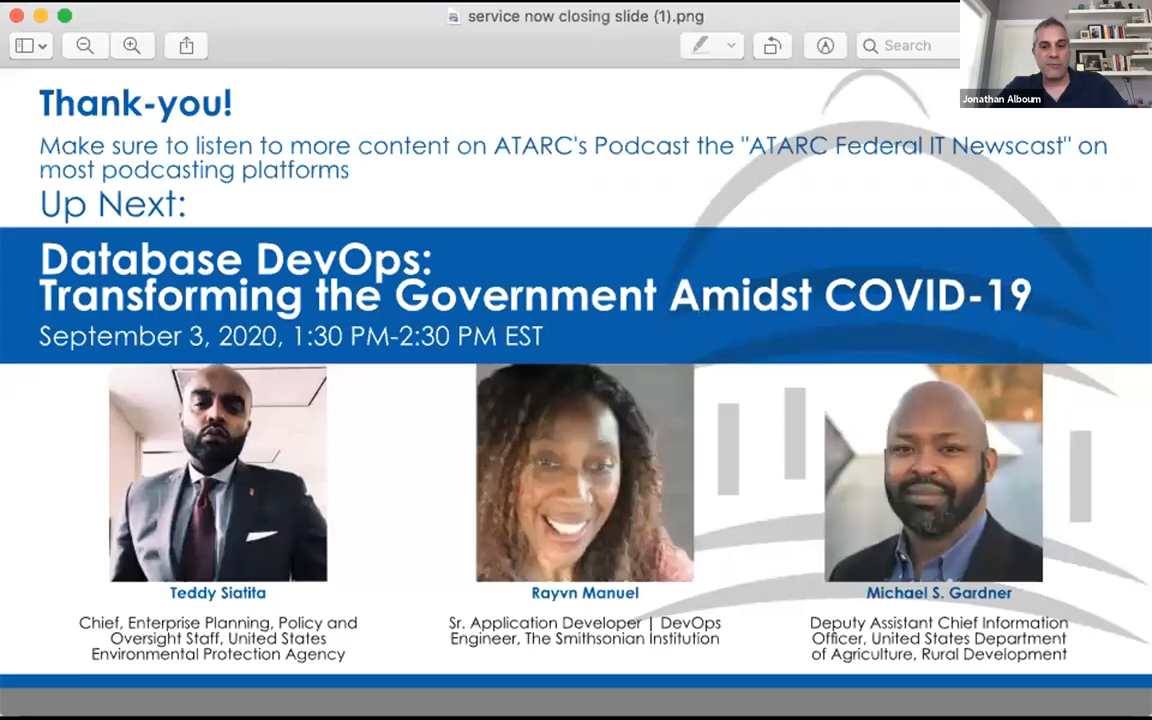 service now closing slide (1).png
Search
Jonathan Alboum
Thank-you!
Make sure to listen to more content on ATARC's Podcast the "ATARC Federal IT Newscast" on
most podcasting platforms
Up Next:
Database DevOps:
Transforming the Government Amidst COVID-19
September 3, 2020, 1:30 PM-2:30 PM EST
Teddy Siatita
Chief, Enterprise Planning, Policy and
Oversight Staff, United States
Environmental Protection Agency
Rayvn Manuel
Sr. Application Developer | DevOps
Engineer, The Smithsonian Institution
Michael S. Gardner
Deputy Assistant Chief Information
Officer, United States Department
of Agriculture, Rural Development